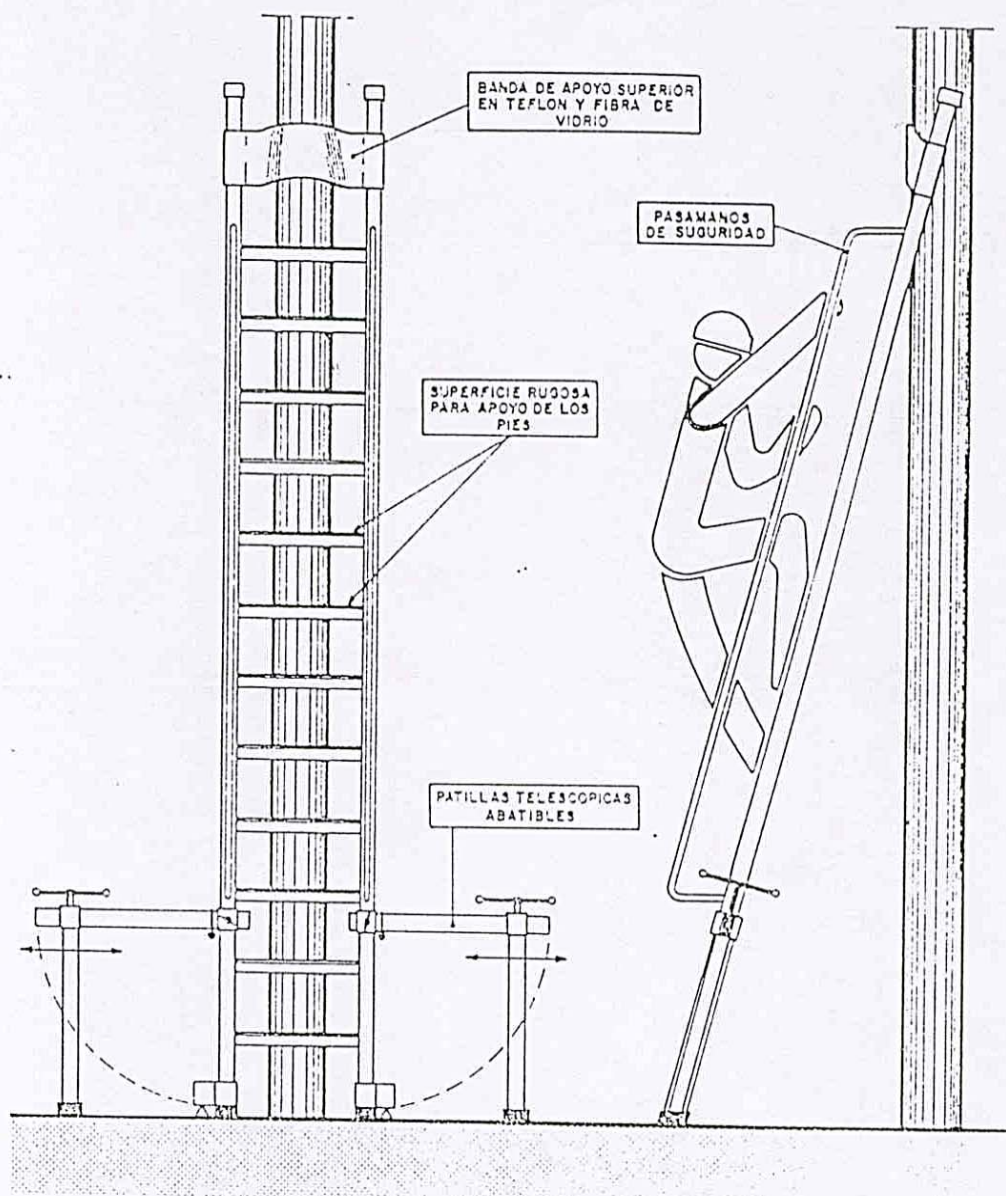 BANDA DE APOYO SUPERIOR
EN TEFLON Y FIBRA DE
VIDRIO
PASAMANOS
DE SUGURIDAD
SUPERFICIE RUGOSA
PARA APOYO DE LOS
PIES
PATILLAS TELESCOPICAS
ABATIBLES